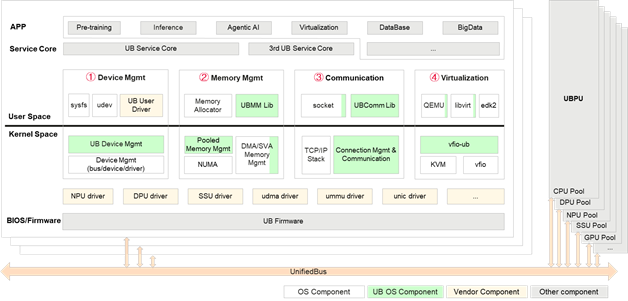 APP
Pre-training
Inference
Agentic AI
Virtualization
DataBase
BigData
Service Core
UB Service Core
3rd UB Service Core
...
① Device Mgmt
② Memory Mgmt
③ Communication
④ Virtualization
sysfs
udev
UB User
Driver
Memory
Allocator
UBMM Lib
socket
UBComm Lib
QEMU
libvirt
edk2
User Space
Kernel Space
UB Device Mgmt
Device Mgmt
(bus/device/driver)
Pooled
Memory Mgmt
NUMA
DMA/SVA
Memory
Mgmt
TCP/IP
Stack
Connection Mgmt &
Communication
vfio-ub
KVM
vfio
NPU driver
DPU driver
SSU driver
udma driver
ummu driver
unic driver
...
BIOS/Firmware
UB Firmware
UBPU
CPU Pool
DPU Pool
NPU Pool
SSU Pool
GPU Pool
...
UnifiedBus
OS Component
UB OS Component
Vendor Component
Other component